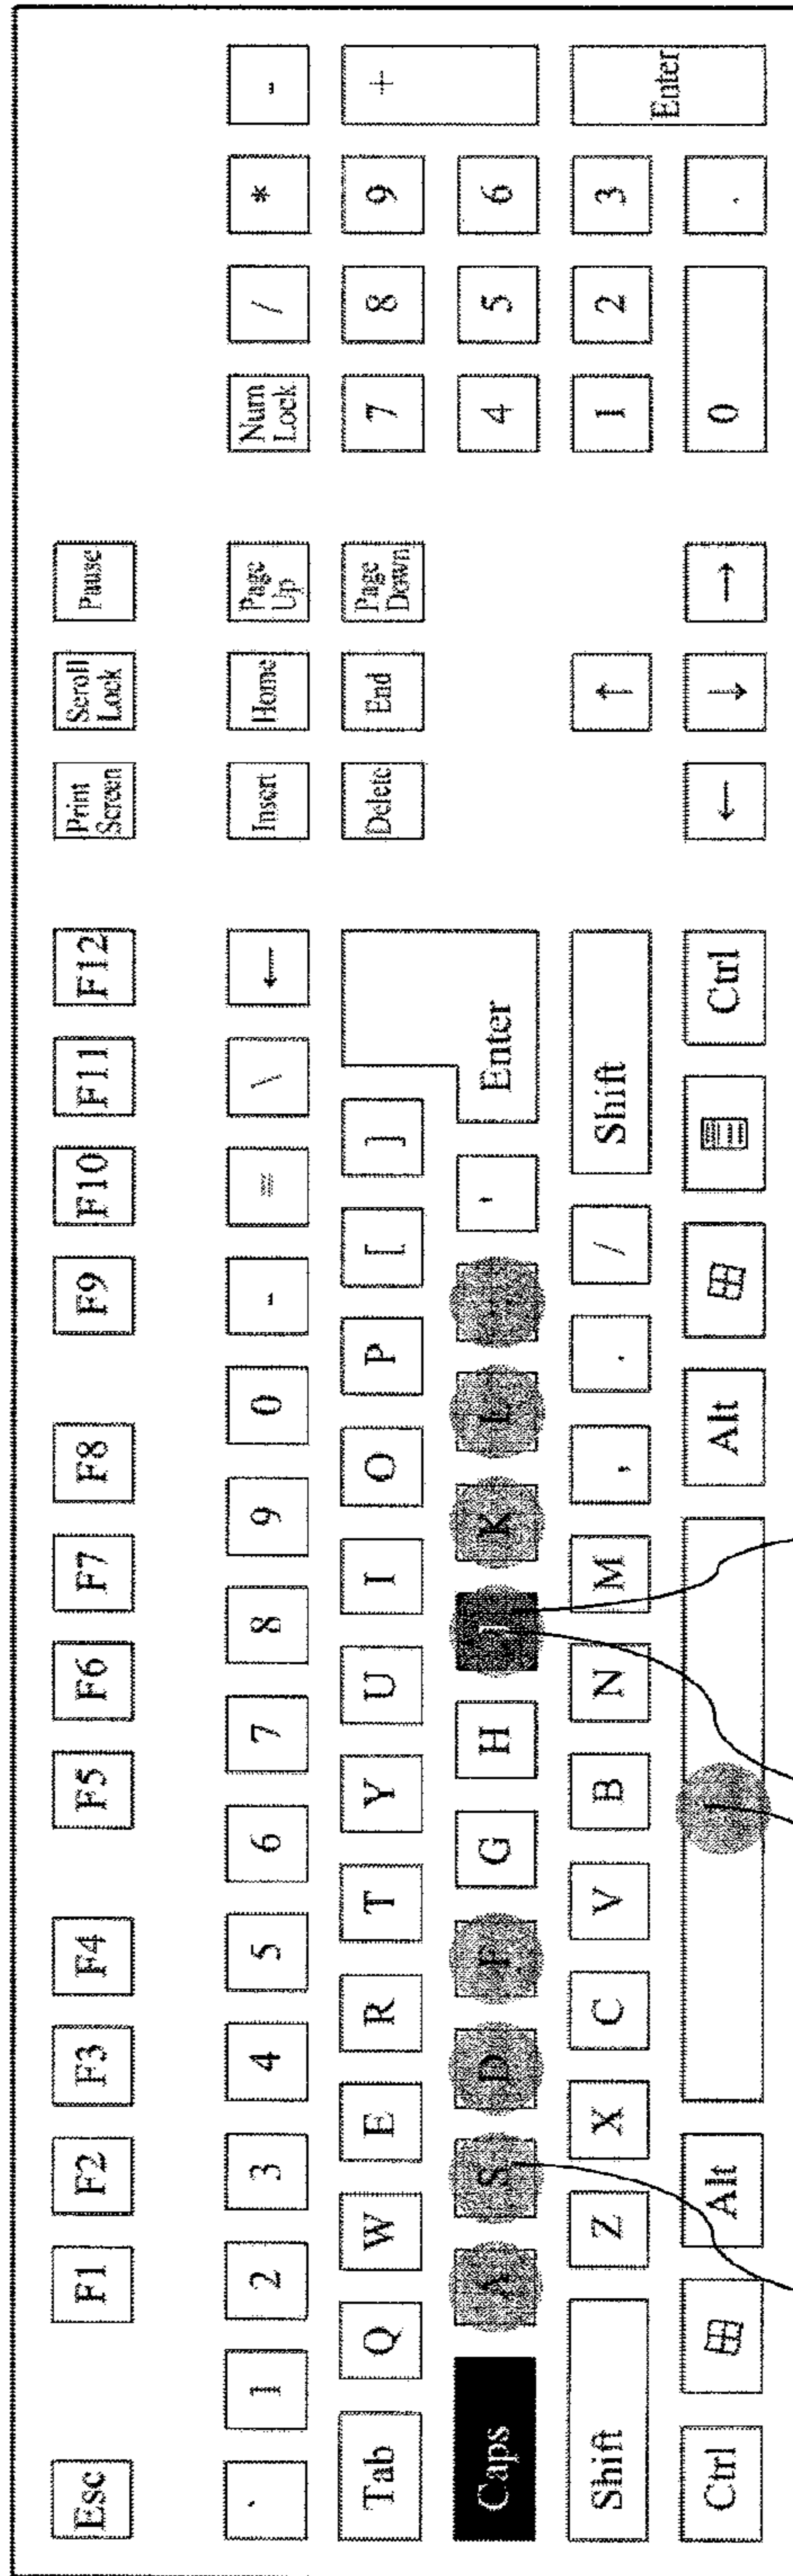 Esc F1 F2 F3 F4 F5 F6 F7 F8 F9 F10 F11 F12 Print Screen Scroll Lock Pause
` 1 2 3 4 5 6 7 8 9 0 - = \ ← Insert Home Page Up Num Lock / * -
Tab Q W E R T Y U I O P [ ] Delete End Page Down 7 8 9 +
Caps A S D F G H J K L ' Enter 4 5 6
Shift Z X C V B N M , . / Shift ↑ 1 2 3 Enter
Ctrl Alt Alt Ctrl ← ↓ → 0 .